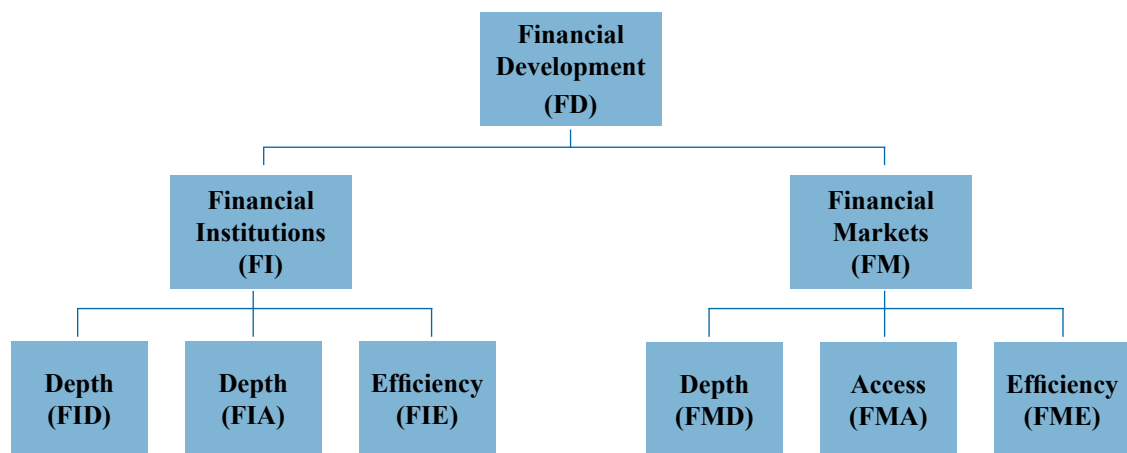 Financial
Development
(FD)
Financial
Institutions
(FI)
Financial
Markets
(FM)
Depth
(FID)
Depth
(FIA)
Efficiency
(FIE)
Depth
(FMD)
Access
(FMA)
Efficiency
(FME)